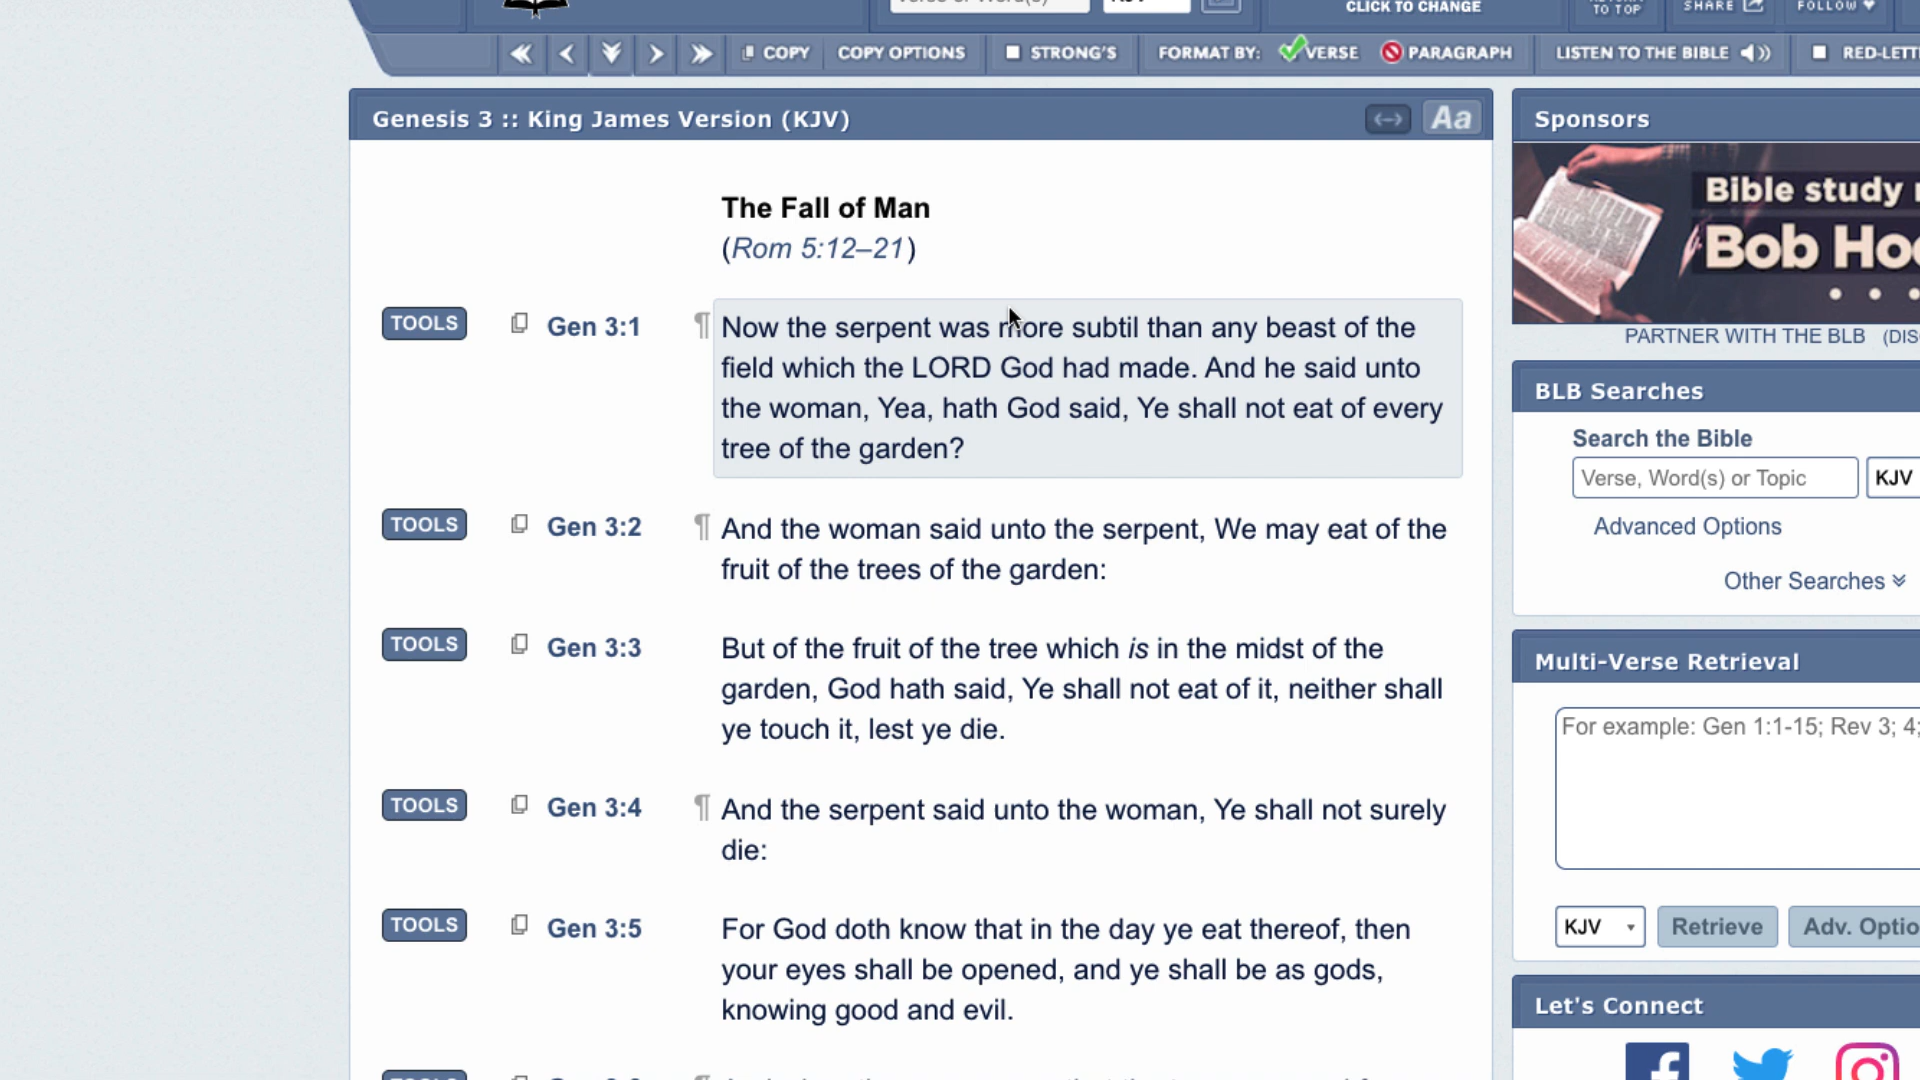 CLICK TO CHANGE
TO TOP
SHARE
FOLLOW
COPY
COPY OPTIONS
STRONG'S
FORMAT BY:
VERSE
PARAGRAPH
LISTEN TO THE BIBLE
Genesis 3 :: King James Version (KJV)
Aa
The Fall of Man
(Rom 5:12–21)
TOOLS Gen 3:1 ¶ Now the serpent was more subtil than any beast of the
field which the LORD God had made. And he said unto
the woman, Yea, hath God said, Ye shall not eat of every
tree of the garden?
TOOLS Gen 3:2 ¶ And the woman said unto the serpent, We may eat of the
fruit of the trees of the garden:
TOOLS Gen 3:3 But of the fruit of the tree which is in the midst of the
garden, God hath said, Ye shall not eat of it, neither shall
ye touch it, lest ye die.
TOOLS Gen 3:4 ¶ And the serpent said unto the woman, Ye shall not surely
die:
TOOLS Gen 3:5 For God doth know that in the day ye eat thereof, then
your eyes shall be opened, and ye shall be as gods,
knowing good and evil.
Sponsors
Bible study
Bob
PARTNER WITH THE BLB
BLB Searches
Search the Bible
Verse, Word(s) or Topic KJV
Advanced Options
Other Searches
Multi-Verse Retrieval
For example: Gen 1:1-15; Rev 3; 4;
KJV Retrieve Adv.
Let's Connect